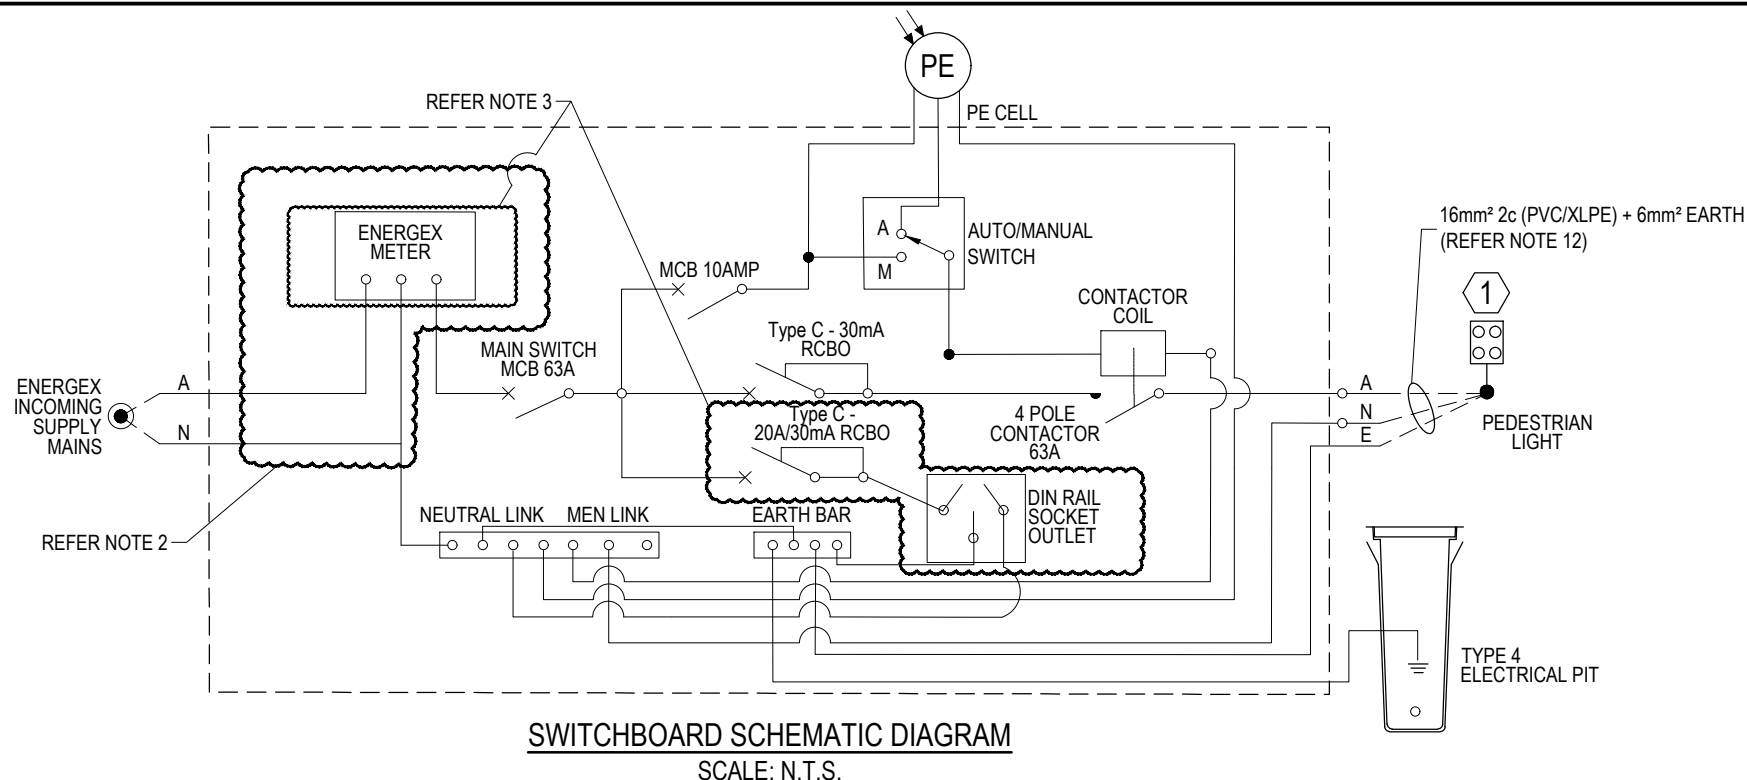 PE
REFER NOTE 3
PE CELL
16mm² 2c (PVC/XLPE) + 6mm² EARTH
(REFER NOTE 12)
ENERGEX
METER
A
M
AUTO/MANUAL
SWITCH
MCB 10AMP
1
CONTACTOR
COIL
Type C - 30mA
RCBO
MAIN SWITCH
MCB 63A
ENERGEX
INCOMING
SUPPLY
MAINS
A
N
Type C -
20A/30mA RCBO
4 POLE
CONTACTOR
63A
A
N
E
PEDESTRIAN
LIGHT
DIN RAIL
SOCKET
OUTLET
NEUTRAL LINK
MEN LINK
EARTH BAR
REFER NOTE 2
TYPE 4
ELECTRICAL PIT
SWITCHBOARD SCHEMATIC DIAGRAM
SCALE: N.T.S.